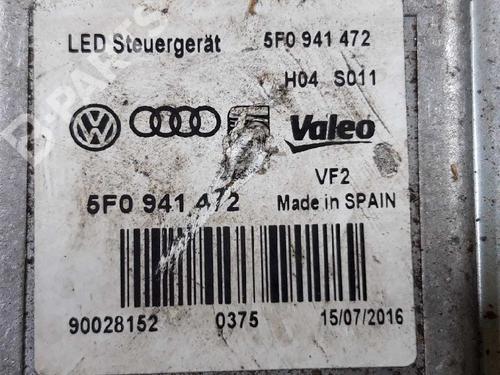 LED Steuergerät 5F0 941 472
H04 S011
Valeo
5F0 941 472
VF2
Made in SPAIN
90028152 0375 15/07/2016